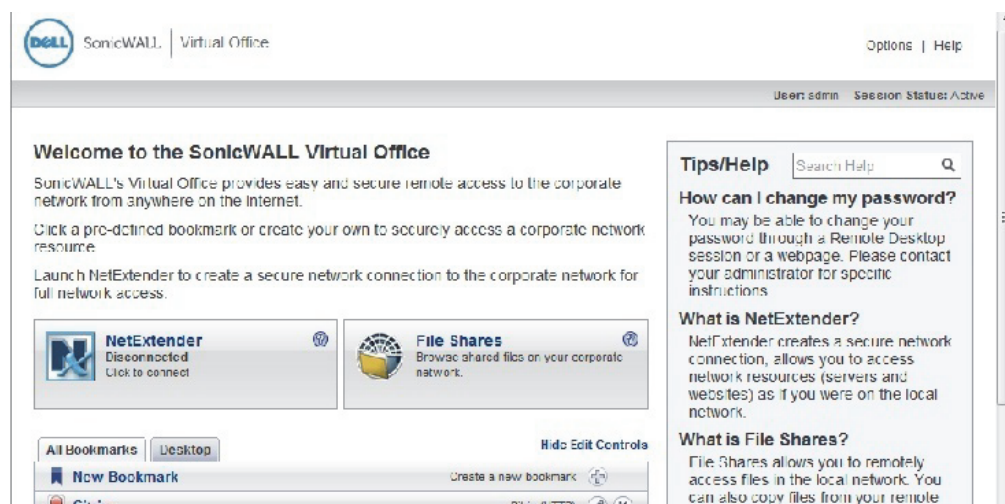 DELL SonicWALL | Virtual Office
Options | Help
User: admin Session Status: Active
Welcome to the SonicWALL Virtual Office
SonicWALL's Virtual Office provides easy and secure remote access to the corporate
network from anywhere on the Internet.
Click a pre-defined bookmark or create your own to securely access a corporate network
resource.
Launch NetExtender to create a secure network connection to the corporate network for
full network access.
NetExtender
Disconnected
Click to connect
File Shares
Browse shared files on your corporate
network.
All Bookmarks Desktop
Hide Edit Controls
New Bookmark
Create a new bookmark
Tips/Help
Search Help
How can I change my password?
You may be able to change your
password through a Remote Desktop
session or a webpage. Please contact
your administrator for specific
instructions
What is NetExtender?
NetExtender creates a secure network
connection, allows you to access
network resources (servers and
websites) as if you were on the local
network.
What is File Shares?
File Shares allows you to remotely
access files in the local network. You
can also copy files from your remote